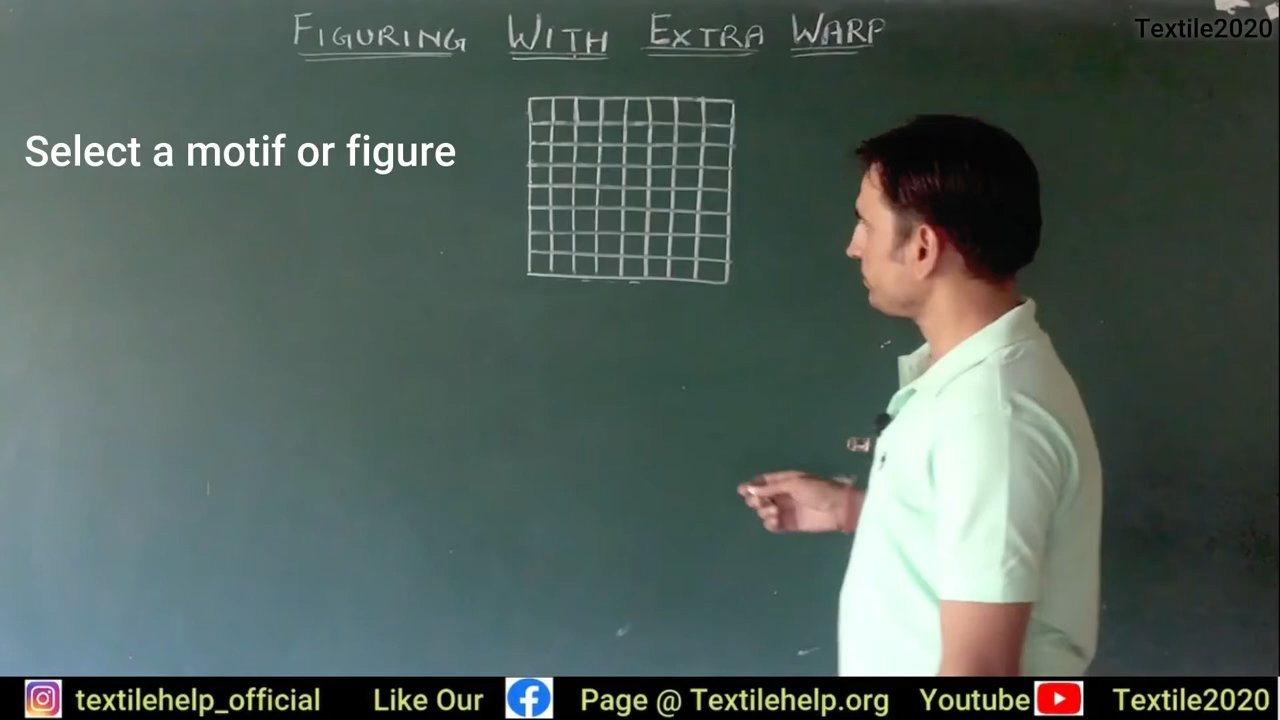 FIGURING WITH EXTRA WARP
Textile2020
Select a motif or figure
textilehelp_official Like Our Page @ Textilehelp.org Youtube Textile2020